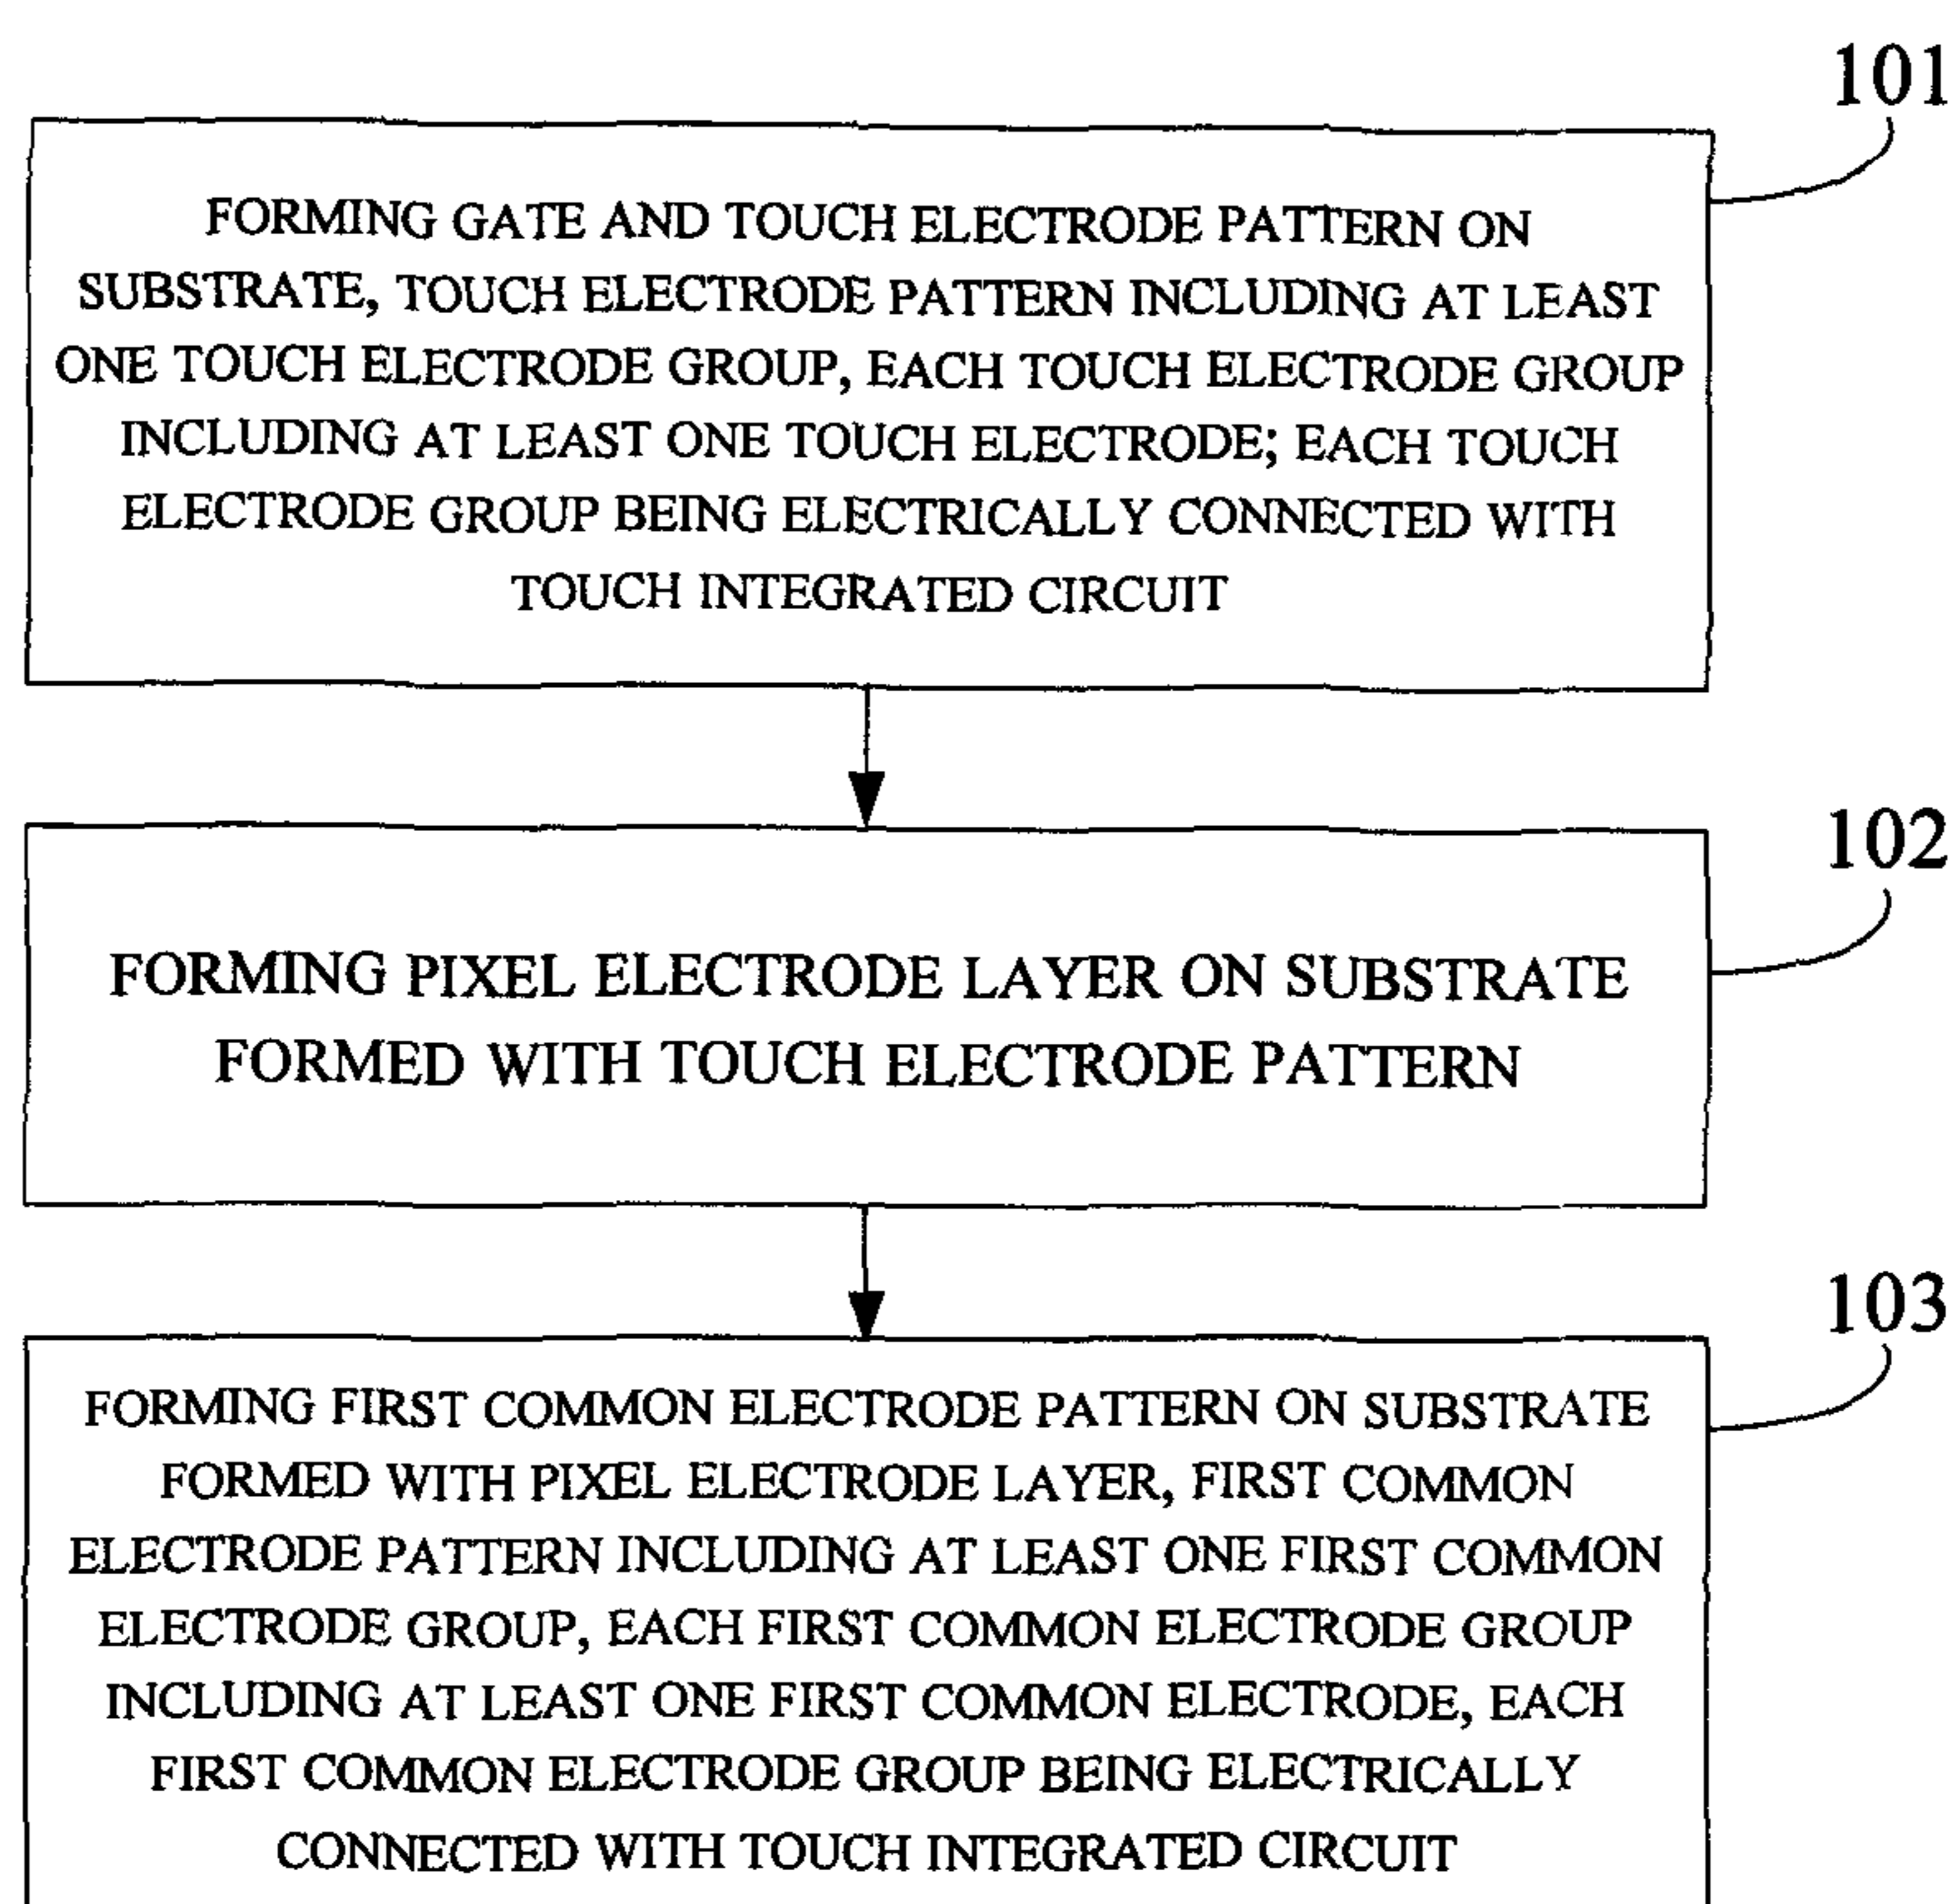 101
FORMING GATE AND TOUCH ELECTRODE PATTERN ON
SUBSTRATE, TOUCH ELECTRODE PATTERN INCLUDING AT LEAST
ONE TOUCH ELECTRODE GROUP, EACH TOUCH ELECTRODE GROUP
INCLUDING AT LEAST ONE TOUCH ELECTRODE; EACH TOUCH
ELECTRODE GROUP BEING ELECTRICALLY CONNECTED WITH
TOUCH INTEGRATED CIRCUIT
102
FORMING PIXEL ELECTRODE LAYER ON SUBSTRATE
FORMED WITH TOUCH ELECTRODE PATTERN
103
FORMING FIRST COMMON ELECTRODE PATTERN ON SUBSTRATE
FORMED WITH PIXEL ELECTRODE LAYER, FIRST COMMON
ELECTRODE PATTERN INCLUDING AT LEAST ONE FIRST COMMON
ELECTRODE GROUP, EACH FIRST COMMON ELECTRODE GROUP
INCLUDING AT LEAST ONE FIRST COMMON ELECTRODE, EACH
FIRST COMMON ELECTRODE GROUP BEING ELECTRICALLY
CONNECTED WITH TOUCH INTEGRATED CIRCUIT